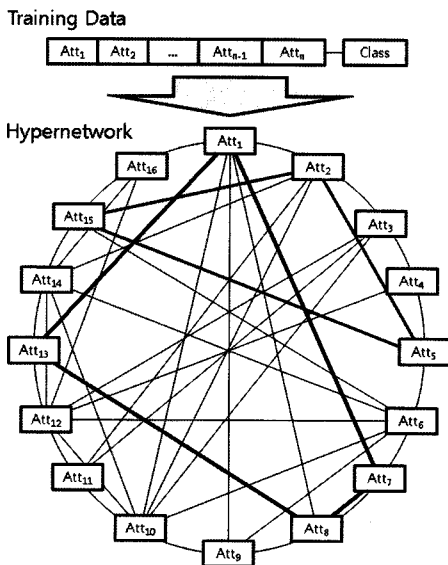 Training Data
Att1 Att2 ... Attn-1 Attn Class
Hypernetwork
Att1
Att16 Att2
Att15 Att3
Att14 Att4
Att13 Att5
Att12 Att6
Att11 Att7
Att10 Att8
Att9